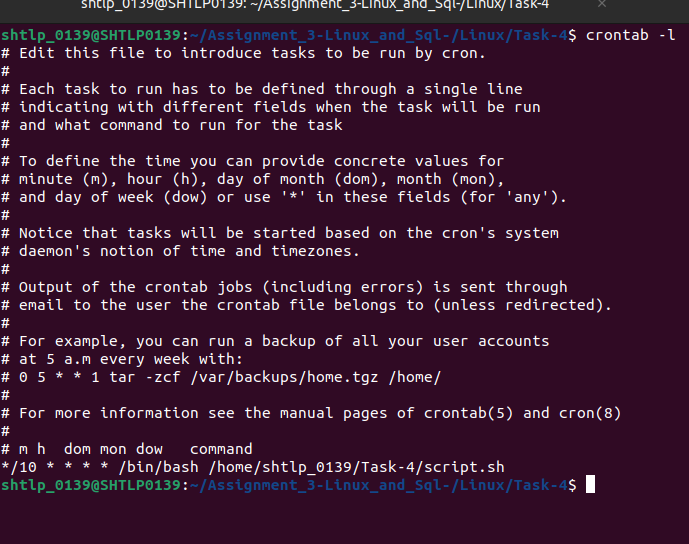 shtlp_0139@SHTLP0139: ~/Assignment_3-Linux_and_Sql-/Linux/Task-4
shtlp_0139@SHTLP0139:~/Assignment_3-Linux_and_Sql-/Linux/Task-4$ crontab -l
# Edit this file to introduce tasks to be run by cron.
#
# Each task to run has to be defined through a single line
# indicating with different fields when the task will be run
# and what command to run for the task
#
# To define the time you can provide concrete values for
# minute (m), hour (h), day of month (dom), month (mon),
# and day of week (dow) or use '*' in these fields (for 'any').
#
# Notice that tasks will be started based on the cron's system
# daemon's notion of time and timezones.
#
# Output of the crontab jobs (including errors) is sent through
# email to the user the crontab file belongs to (unless redirected).
#
# For example, you can run a backup of all your user accounts
# at 5 a.m every week with:
# 0 5 * * 1 tar -zcf /var/backups/home.tgz /home/
#
# For more information see the manual pages of crontab(5) and cron(8)
#
# m h  dom mon dow   command
*/10 * * * * /bin/bash /home/shtlp_0139/Task-4/script.sh
shtlp_0139@SHTLP0139:~/Assignment_3-Linux_and_Sql-/Linux/Task-4$